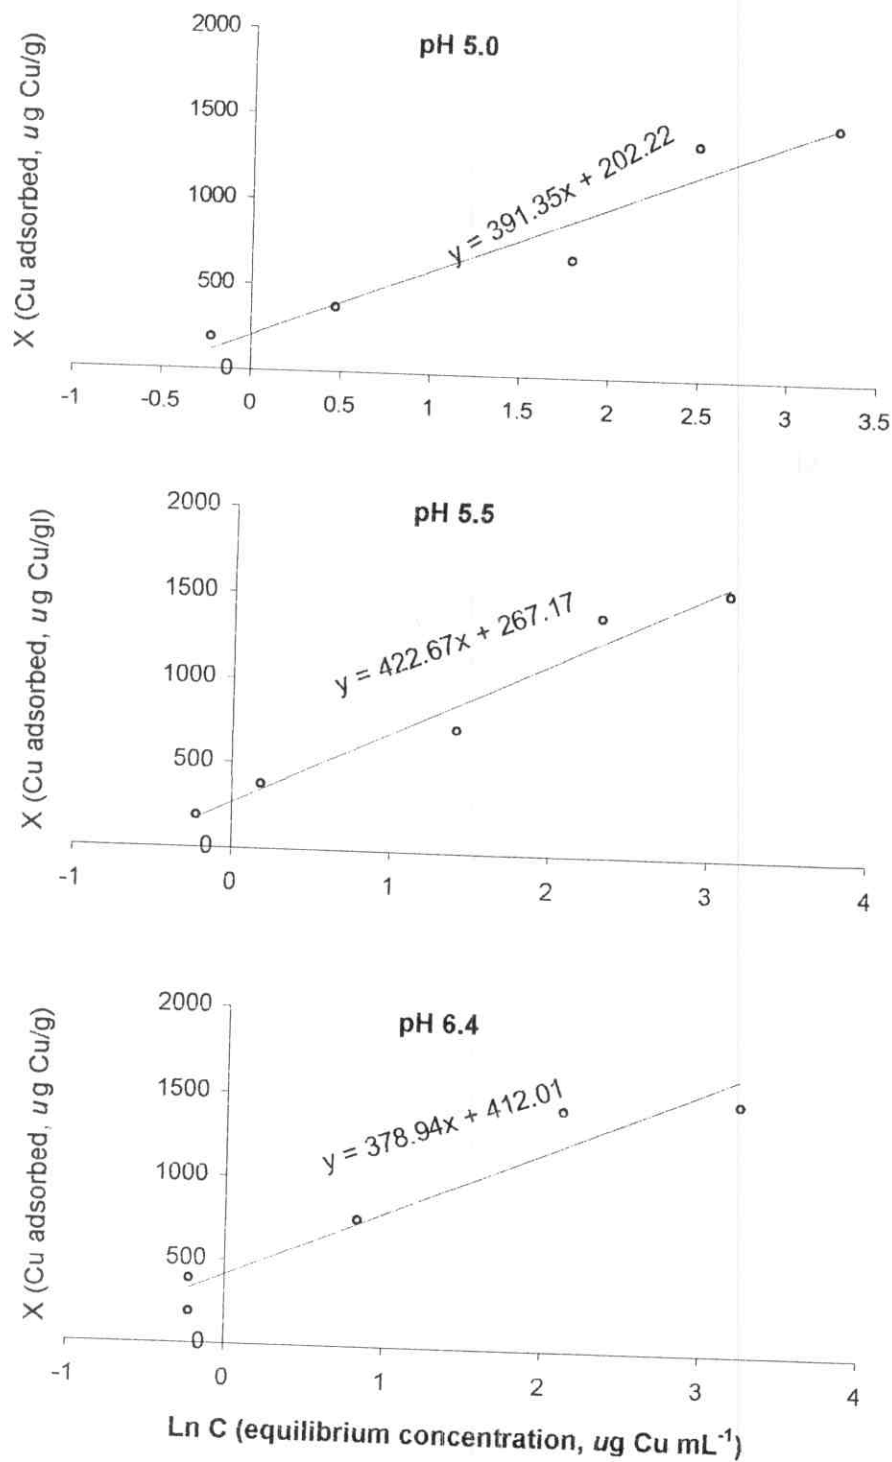 pH 5.0
X (Cu adsorbed, ug Cu/g)
2000
1500
1000
500
0
y = 391.35x + 202.22
-1 -0.5 0 0.5 1 1.5 2 2.5 3 3.5
pH 5.5
X (Cu adsorbed, ug Cu/gl)
2000
1500
1000
500
0
y = 422.67x + 267.17
-1 0 1 2 3 4
pH 6.4
X (Cu adsorbed, ug Cu/g)
2000
1500
1000
500
0
y = 378.94x + 412.01
-1 0 1 2 3 4
Ln C (equilibrium concentration, ug Cu mL⁻¹)